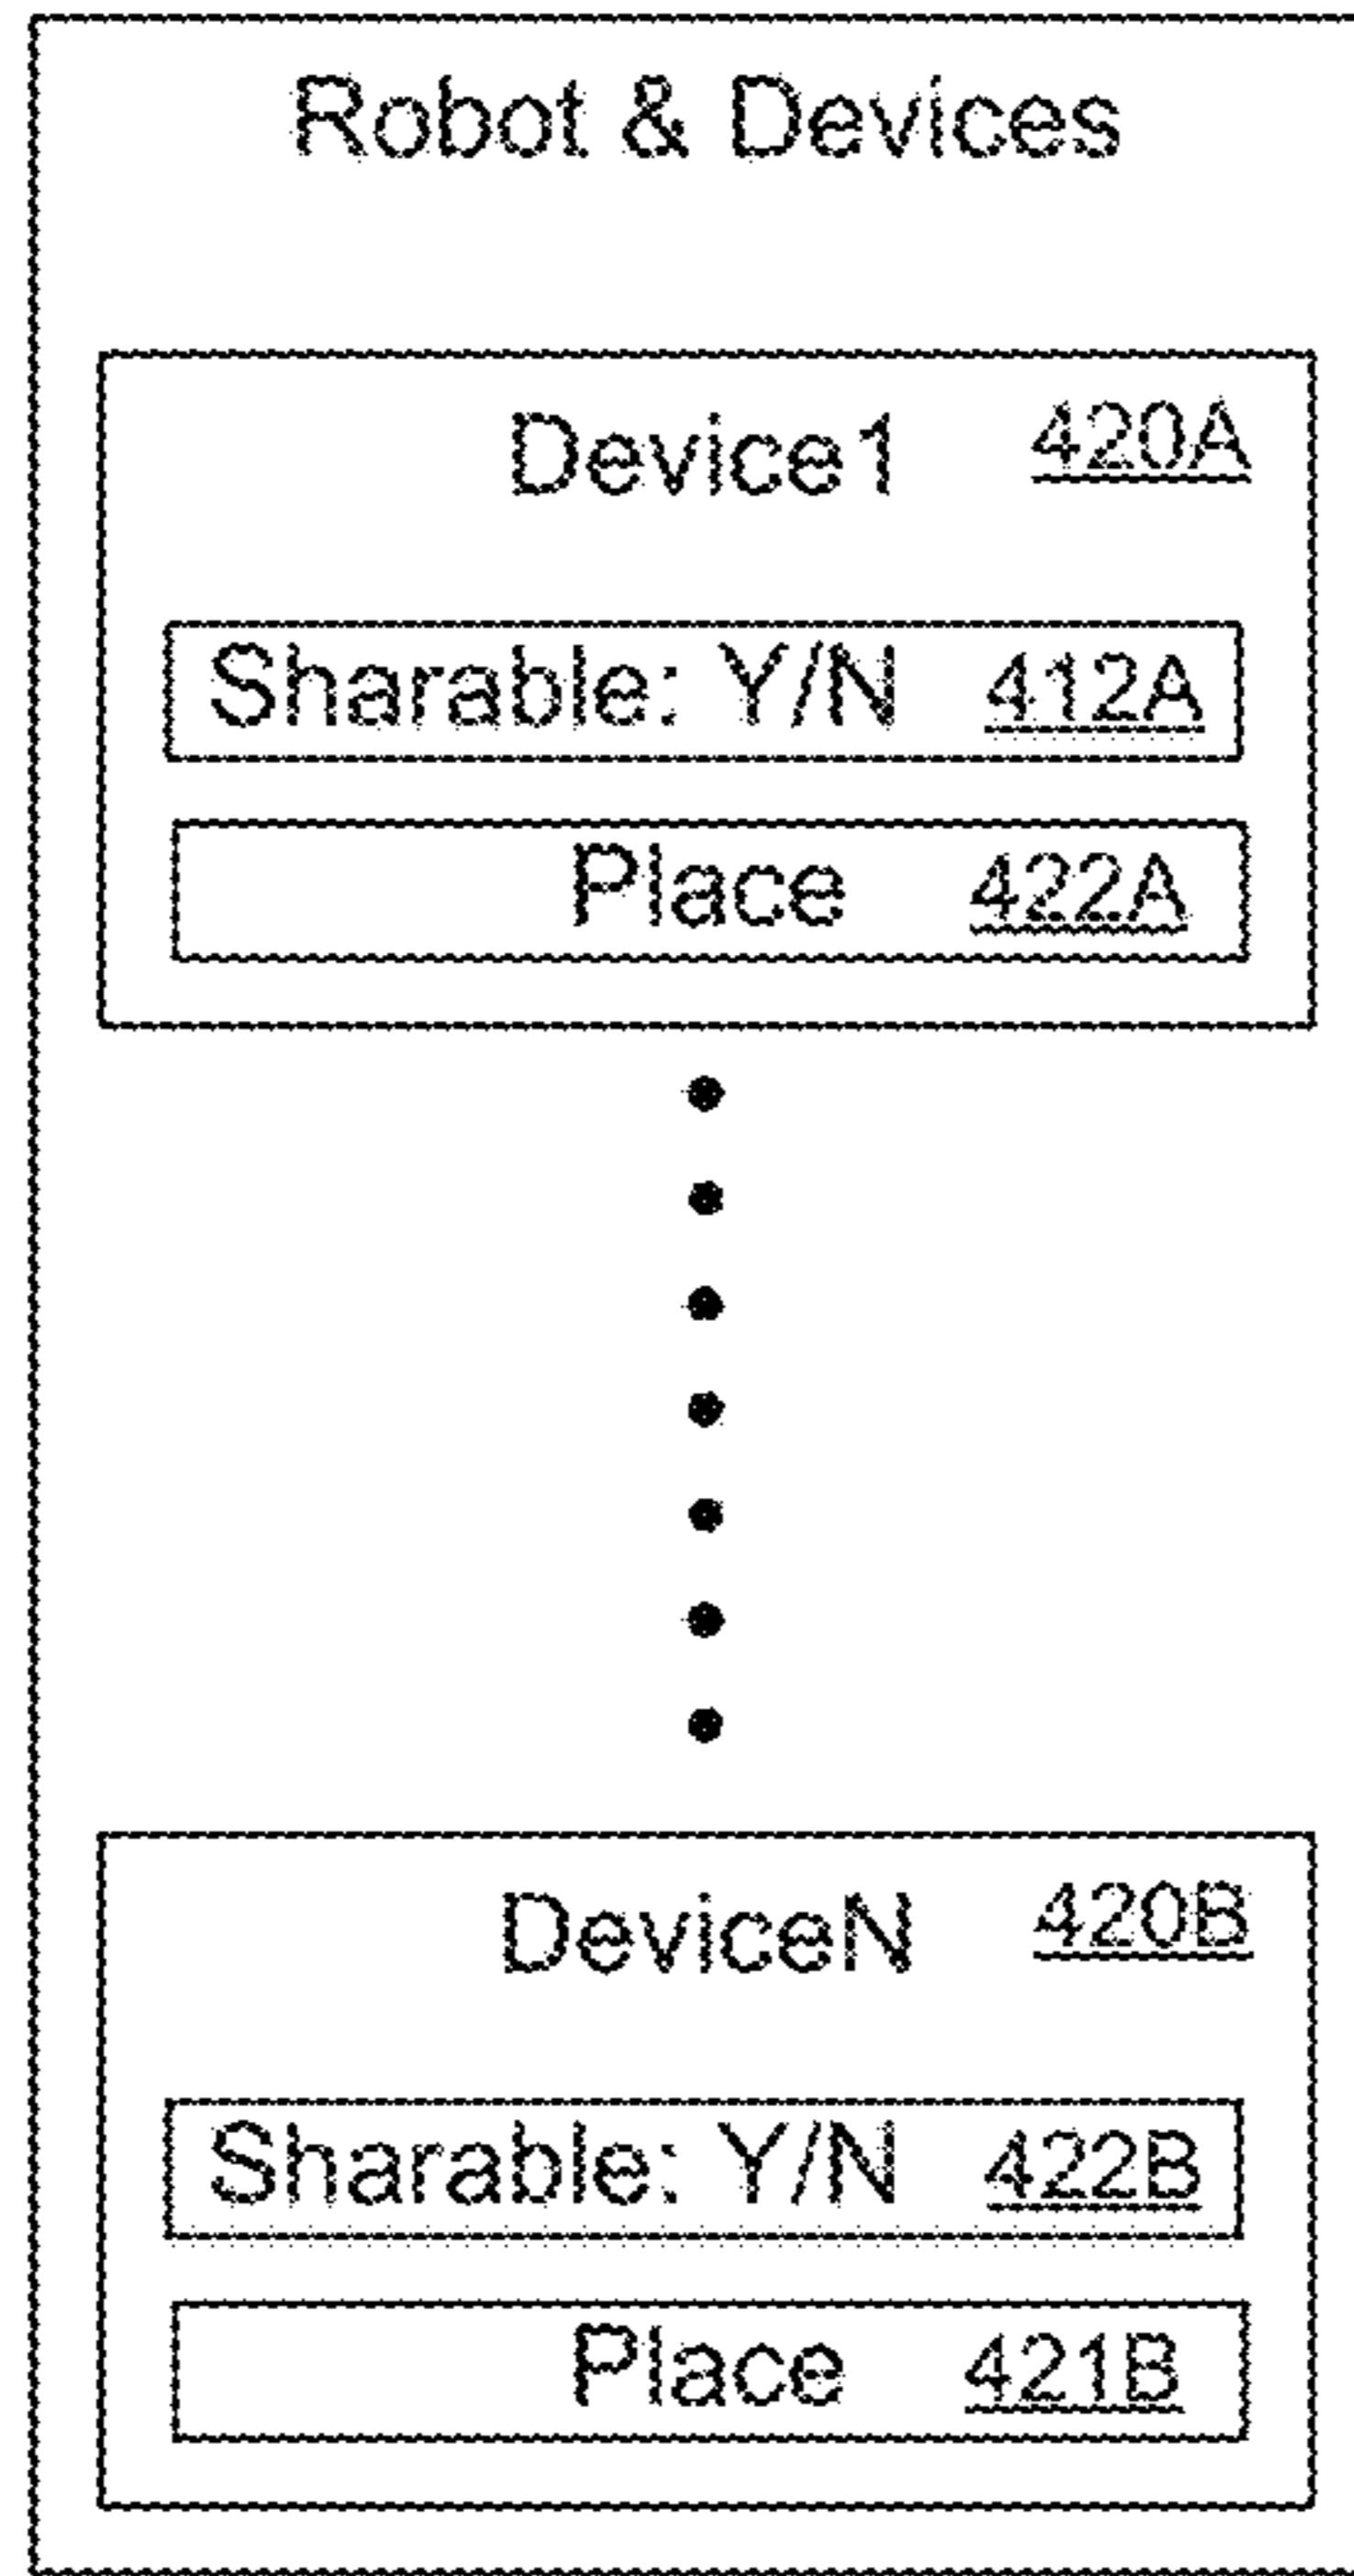 Robot & Devices
Device1 420A
Sharable: Y/N 412A
Place 422A
DeviceN 420B
Sharable: Y/N 422B
Place 421B